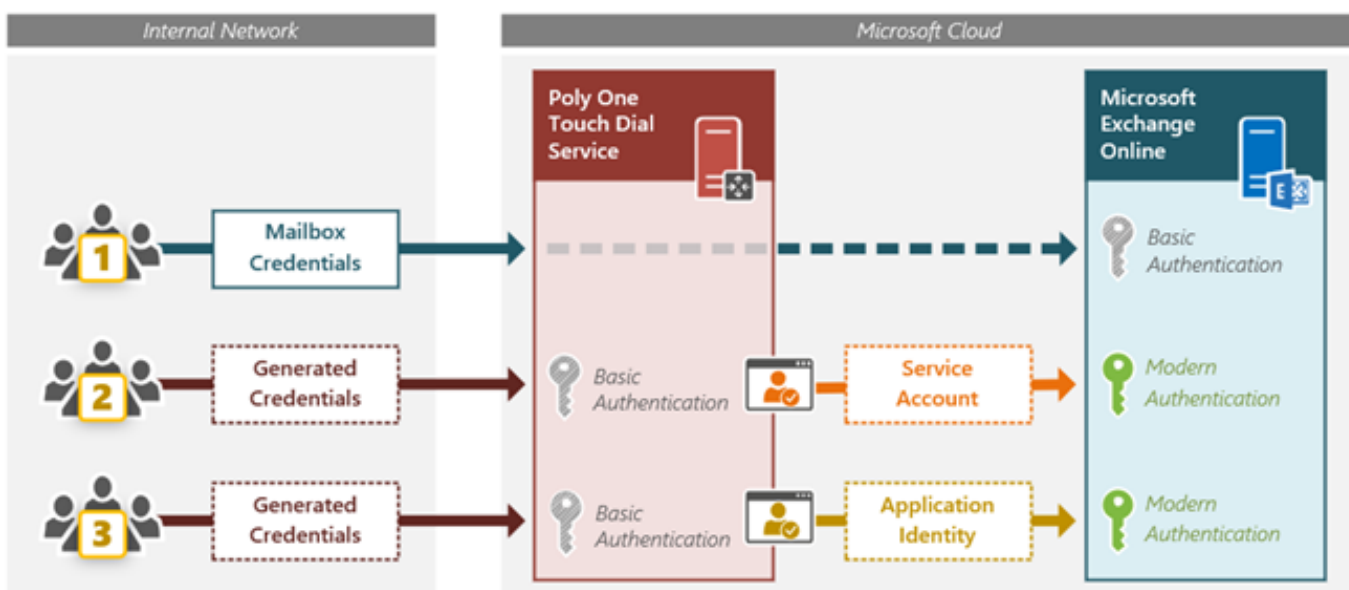 Internal Network
Microsoft Cloud
Poly One
Touch Dial
Service
Microsoft
Exchange
Online
1
Mailbox
Credentials
Basic
Authentication
2
Generated
Credentials
Basic
Authentication
Service
Account
Modern
Authentication
3
Generated
Credentials
Basic
Authentication
Application
Identity
Modern
Authentication
E